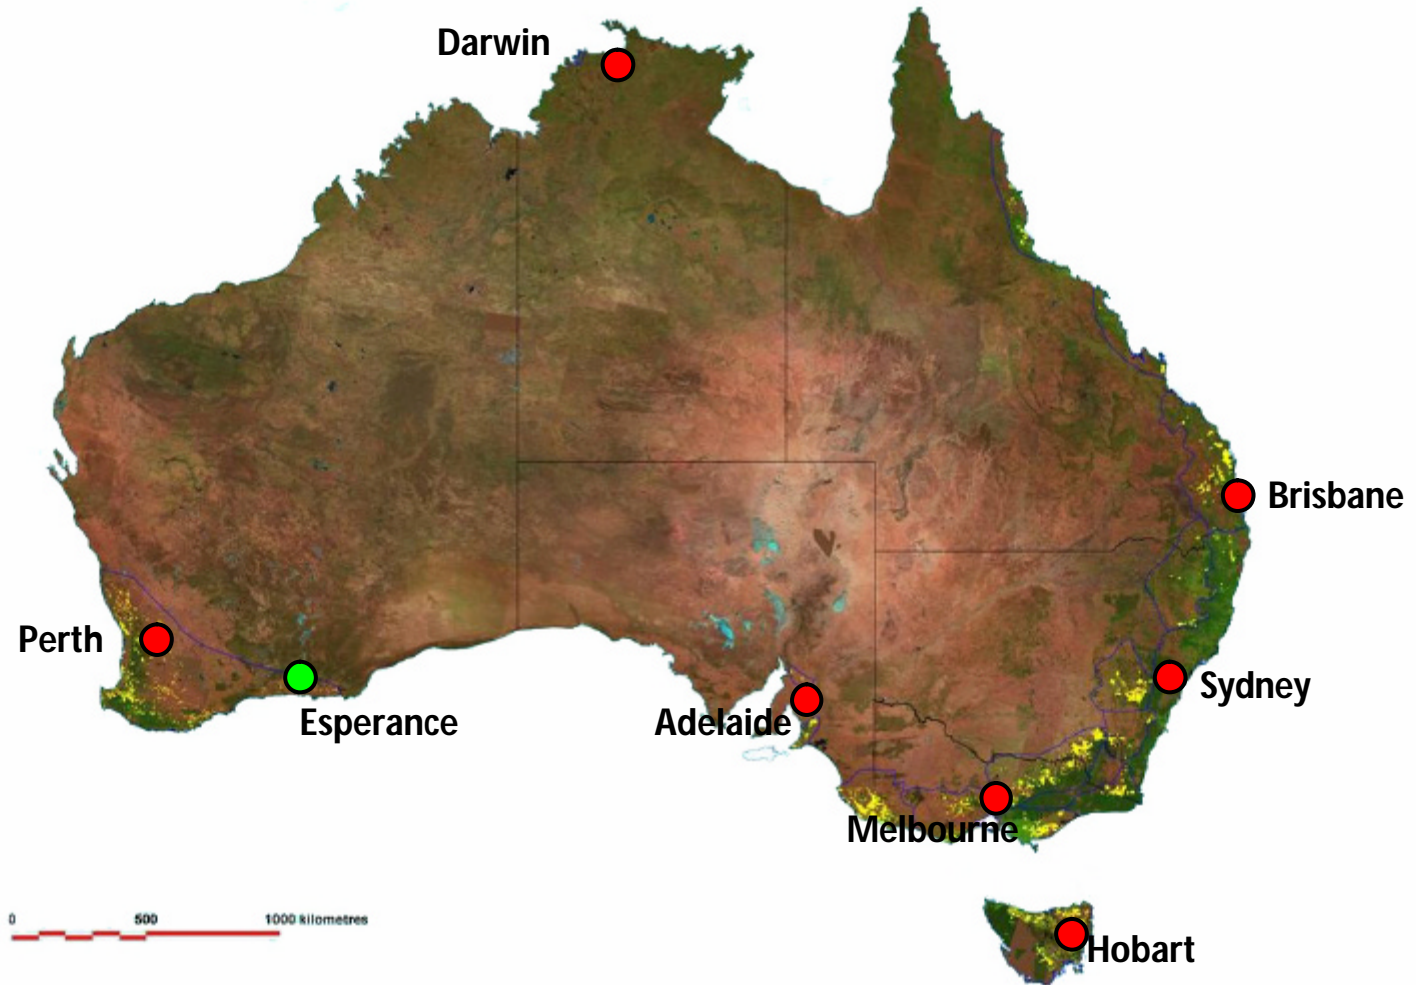 Darwin
Brisbane
Perth
Sydney
Esperance
Adelaide
Melbourne
0 500 1000 kilometres
Hobart